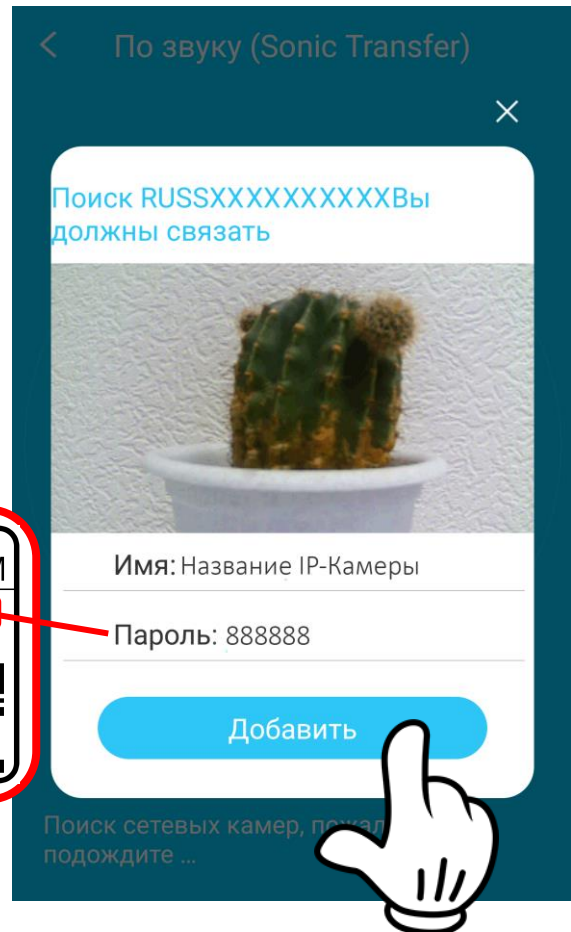 По звуку (Sonic Transfer)
Поиск RUSSXXXXXXXXXXВы
должны связать
Имя: Название IP-Камеры
Пароль: 888888
Добавить
Поиск сетевых камер,
подождите ...